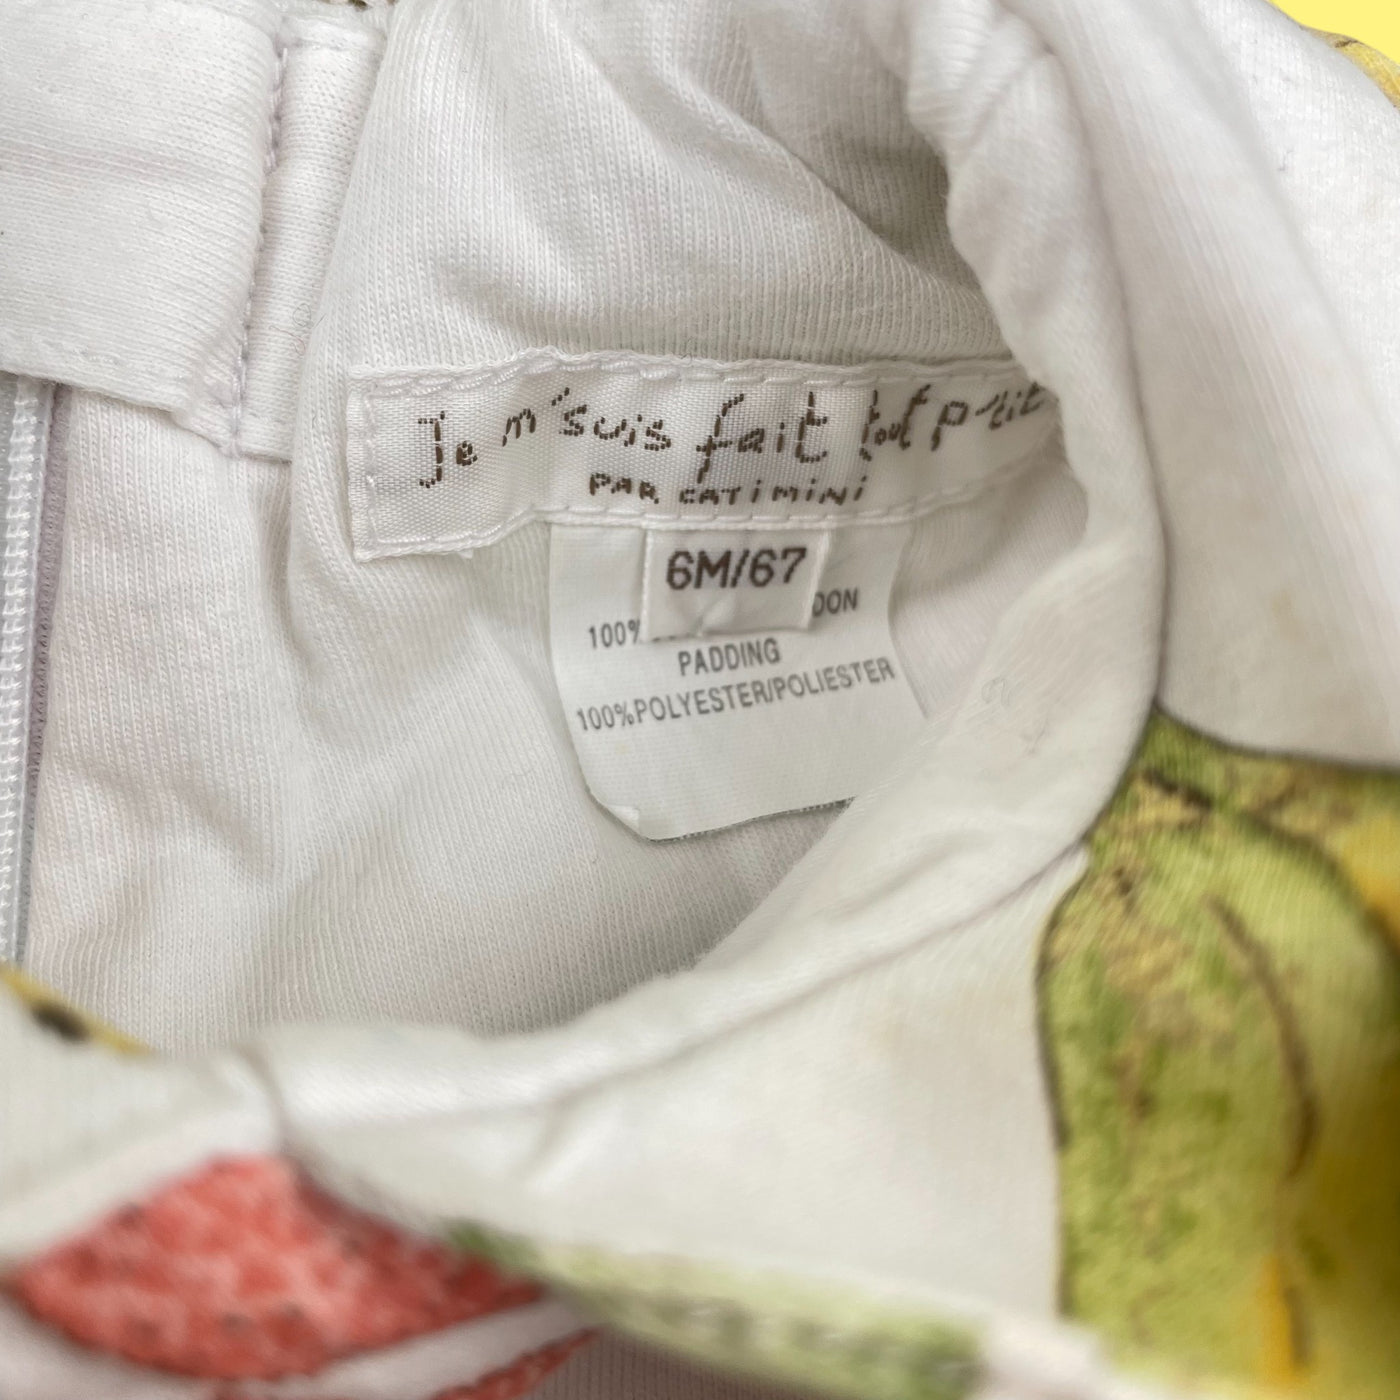 Je m'suis fait tout p'tit
PAR CATiMiNi
6M/67
100%
PADDING
100%POLYESTER/POLIESTER